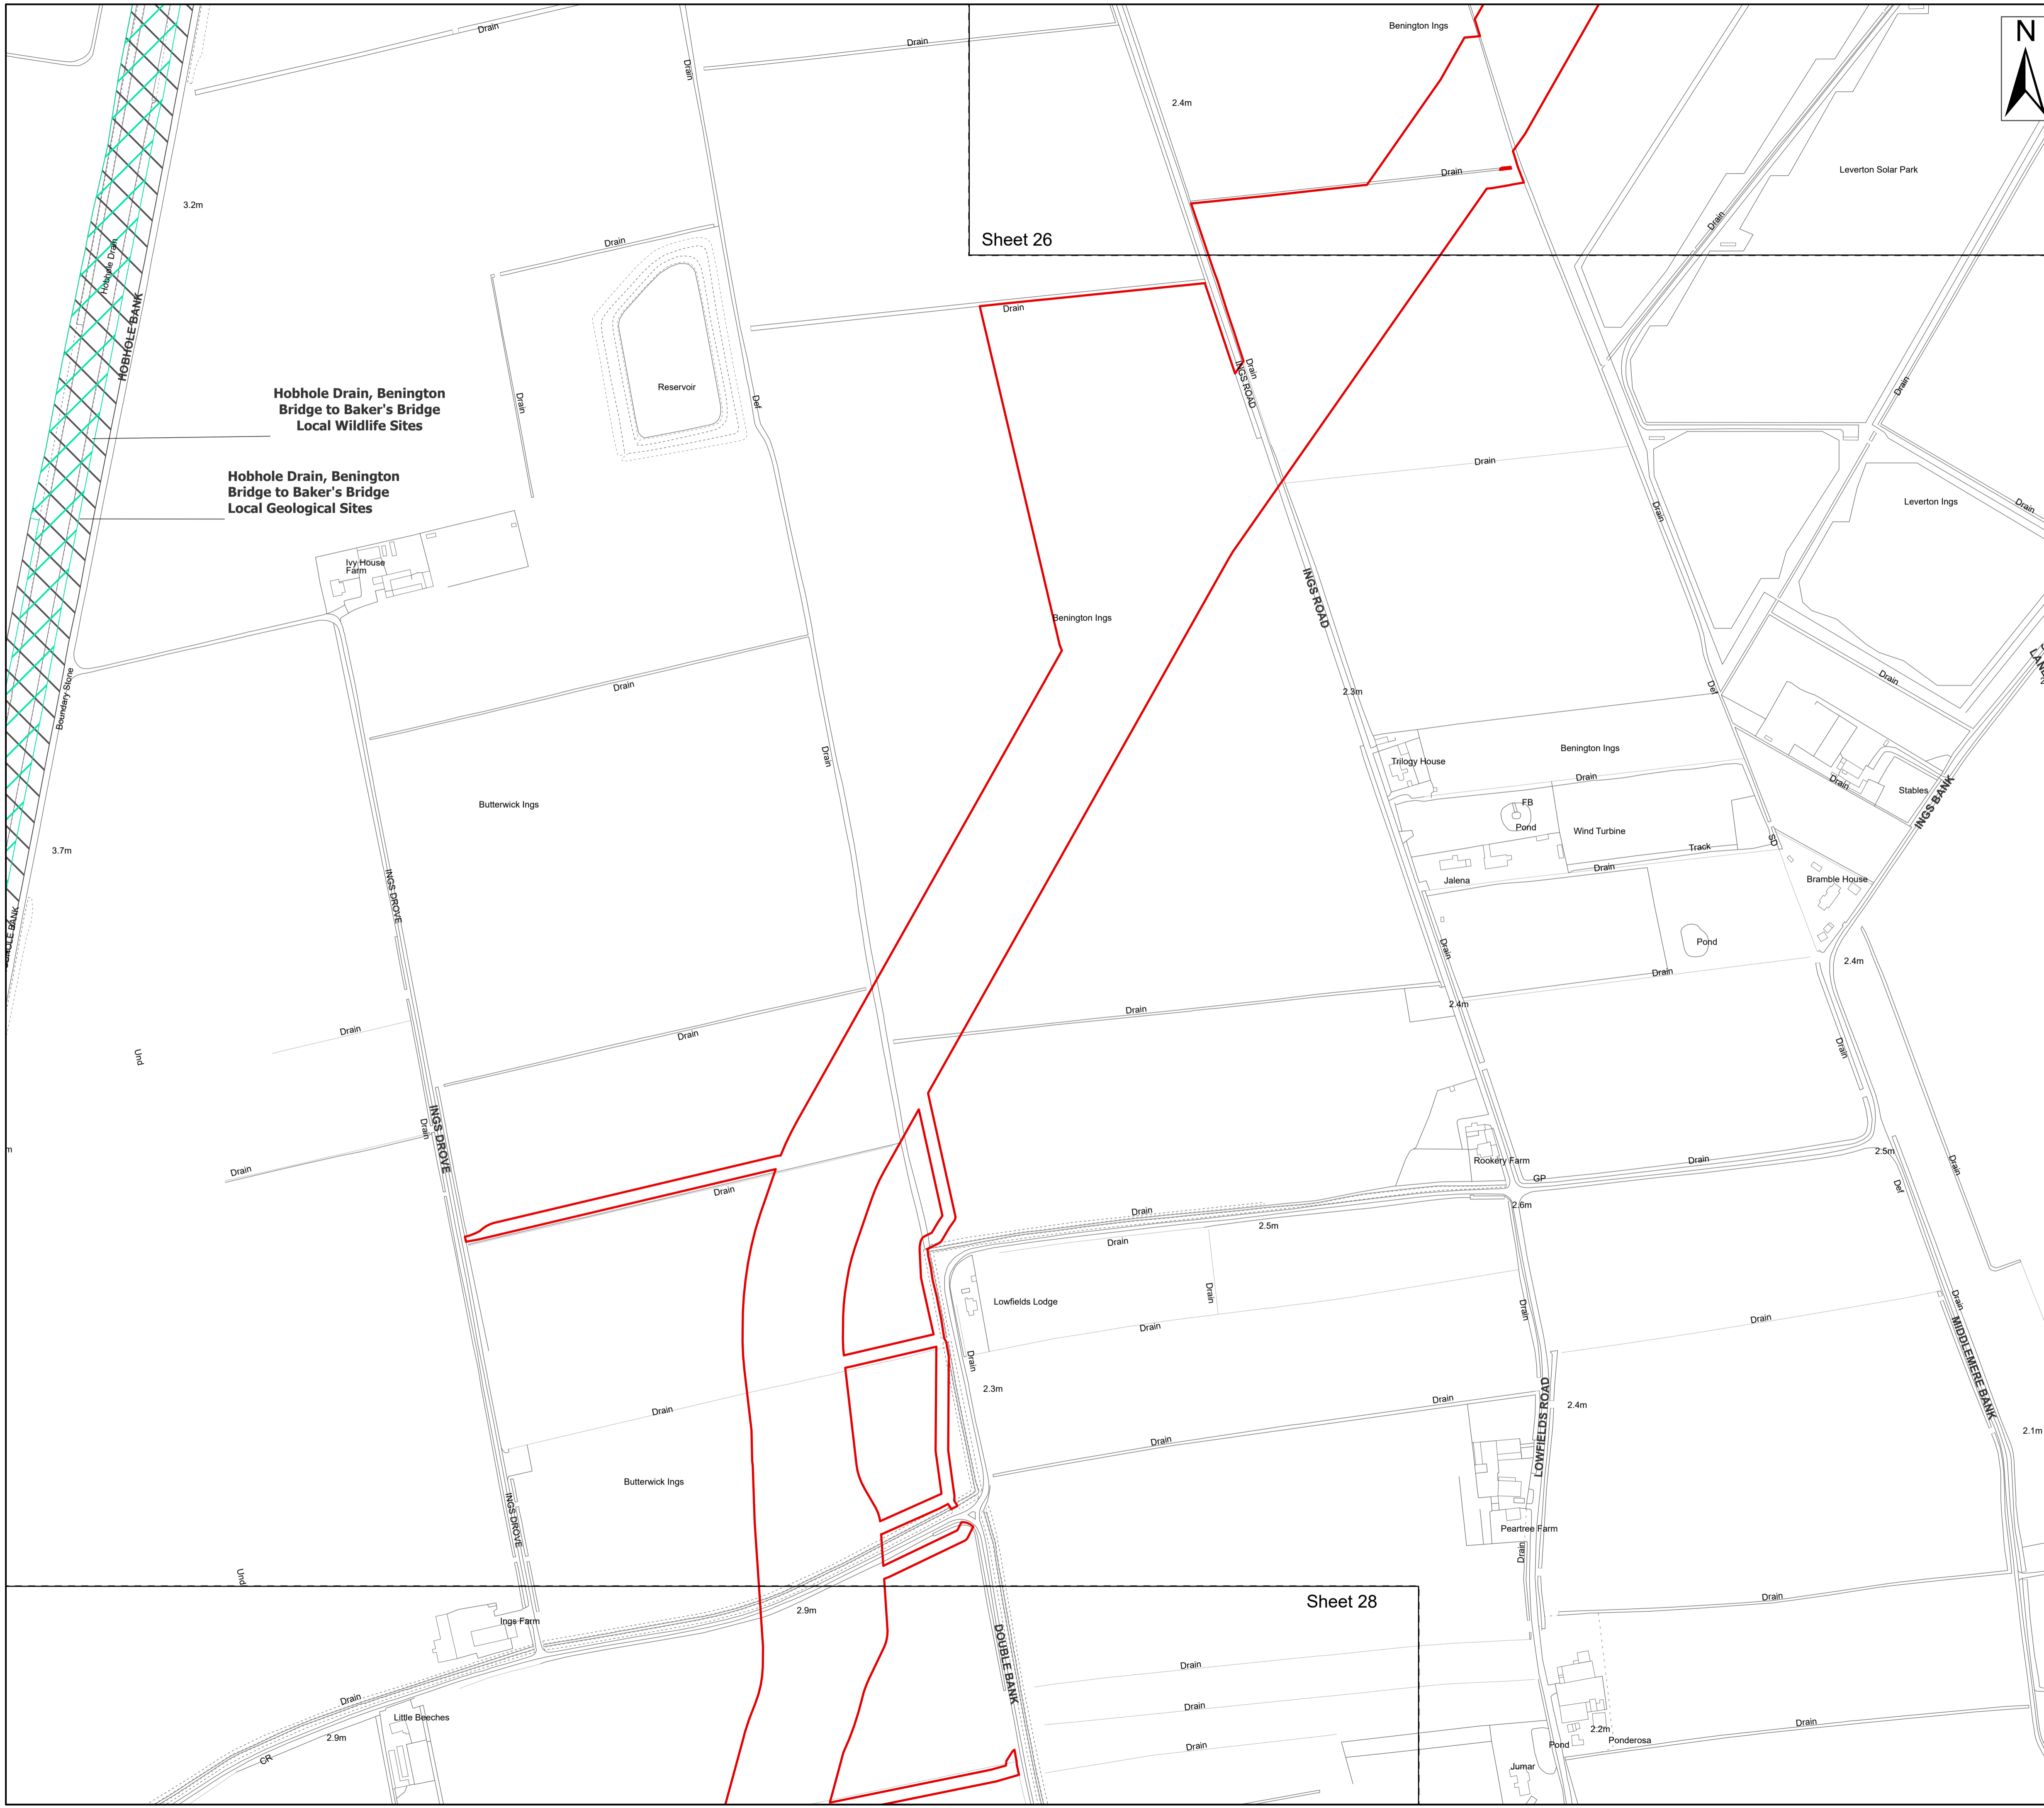 Drain
Benington Ings
N
Drain
Drain
2.4m
Drain
Leverton Solar Park
3.2m
Drain
Drain
Sheet 26
Hobhole Drain
Drain
HOBHOLE BANK
Drain
INGS ROAD
Drain
Reservoir
Def
Drain
Drain
Hobhole Drain, Benington
Bridge to Baker's Bridge
Local Wildlife Sites
Hobhole Drain, Benington
Bridge to Baker's Bridge
Local Geological Sites
Drain
Drain
Leverton Ings
Drain
Ivy House
Farm
INGS ROAD
Benington Ings
Boundary Stone
Drain
2.3m
Def
Drain
Drain
Benington Ings
Trilogy House
Drain
Drain
Stables
INGS BANK
Butterwick Ings
FB
Pond
Wind Turbine
SD
Track
3.7m
Drain
Jalena
Bramble House
INGS DROVE
Drain
Pond
2.4m
Drain
2.4m
Drain
Drain
Drain
Und
Drain
INGS DROVE
Drain
Drain
Rookery Farm
Drain
2.5m
Drain
GP
Def
Drain
2.6m
Drain
2.5m
Drain
Lowfields Lodge
Drain
Drain
Drain
Drain
Drain
Drain
MIDDLEMERE BANK
2.3m
Drain
Drain
LOWFIELDS ROAD
2.4m
2.1m
Drain
Drain
Butterwick Ings
INGS DROVE
Peartree Farm
Drain
Und
Sheet 28
Drain
2.9m
Ings Farm
DOUBLE BANK
Drain
Drain
Drain
Little Beeches
2.9m
CR
Drain
2.2m
Drain
Pond
Ponderosa
Jumar